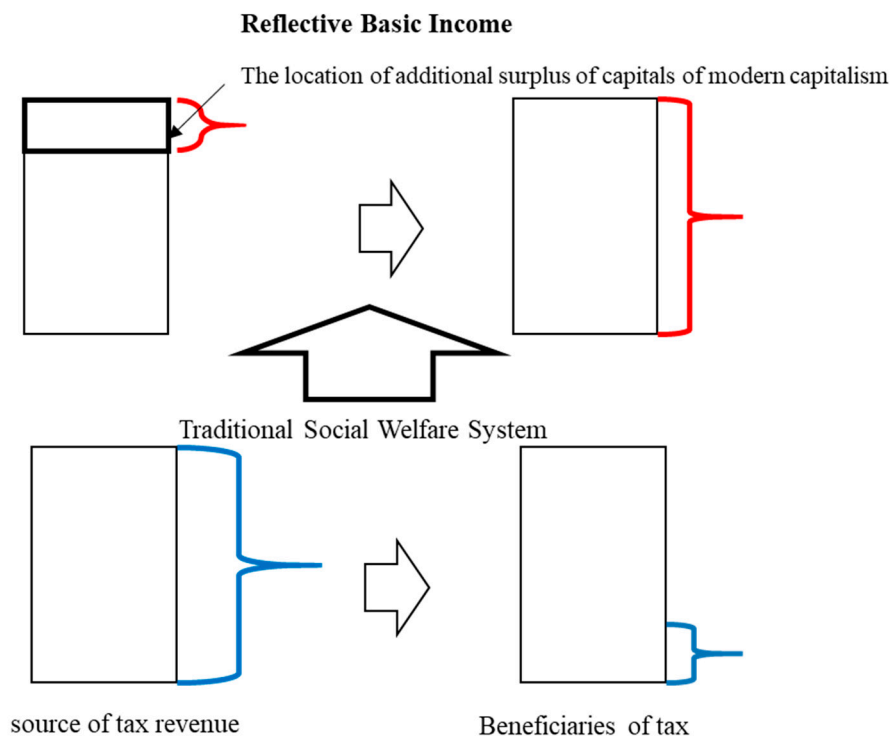 Reflective Basic Income
The location of additional surplus of capitals of modern capitalism
Traditional Social Welfare System
source of tax revenue
Beneficiaries of tax